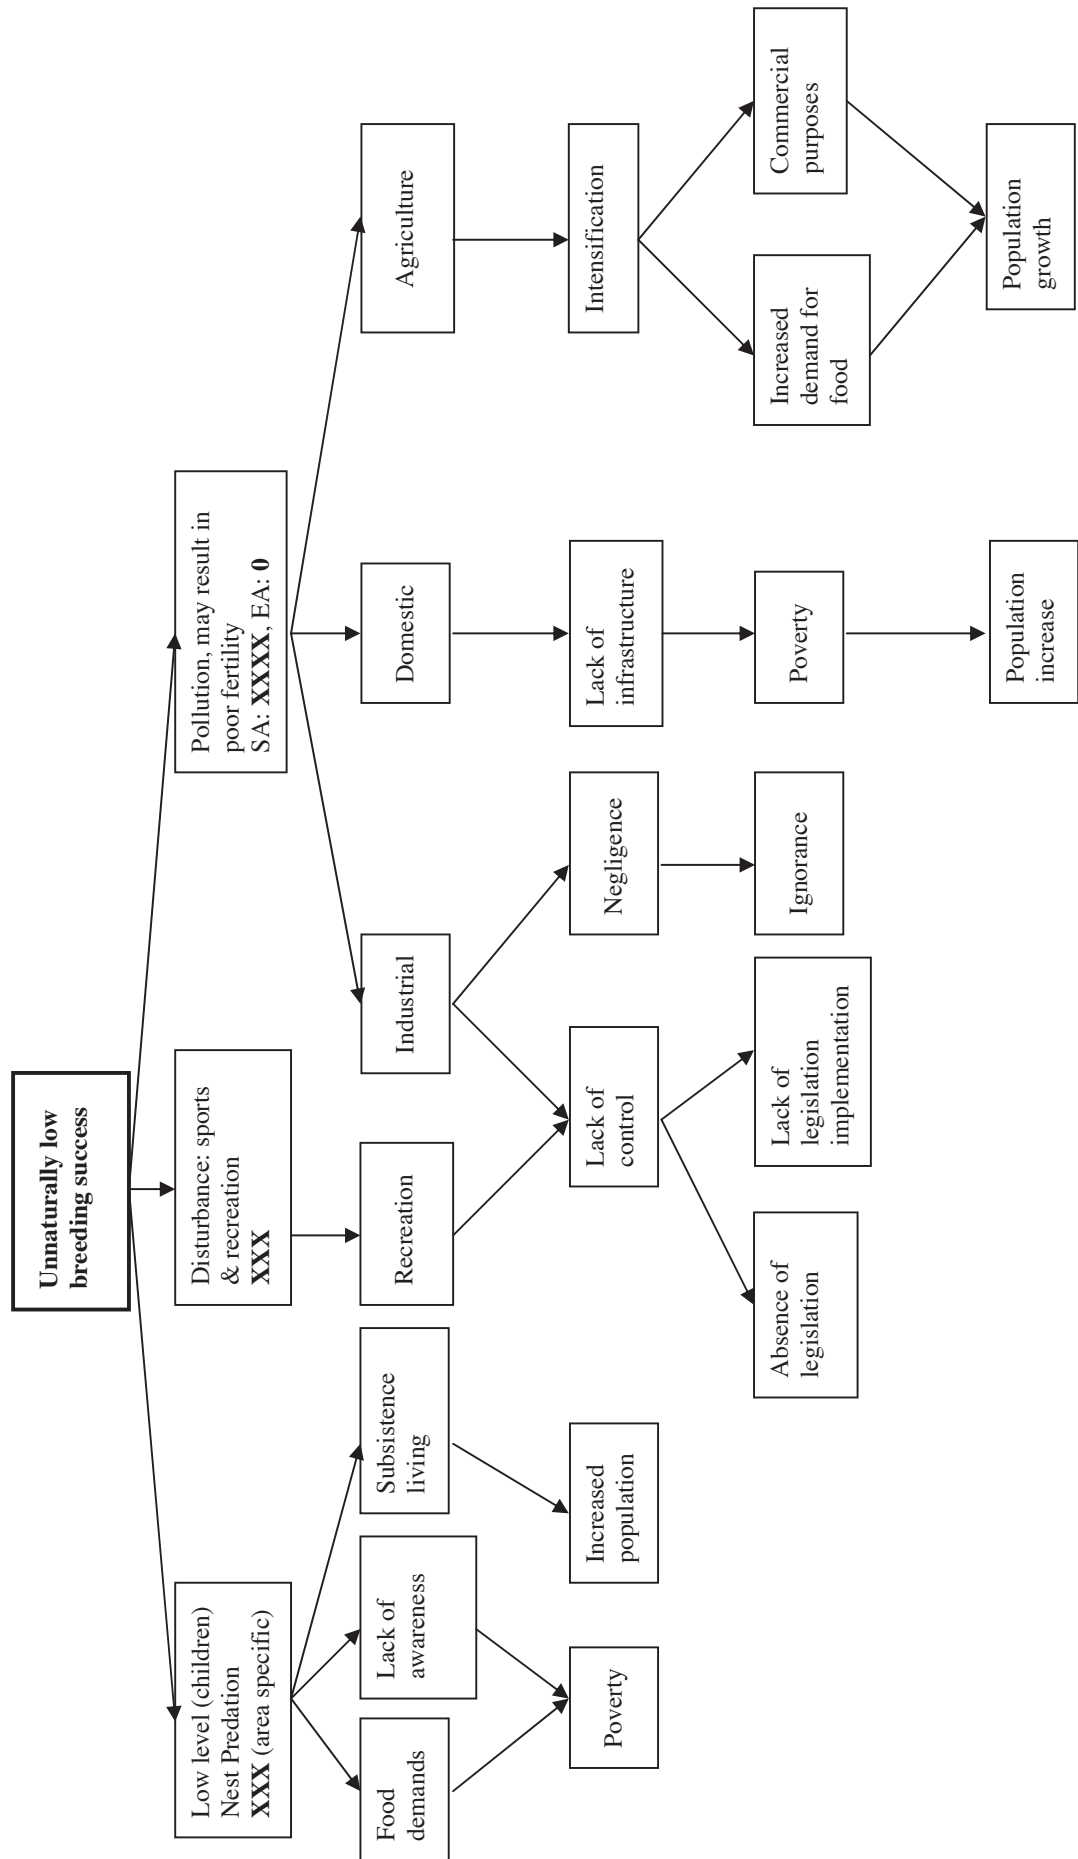 Unnaturally low
breeding success
Low level (children)
Nest Predation
XXX (area specific)
Disturbance: sports
& recreation
XXX
Pollution, may result in
poor fertility
SA: XXXX, EA: 0
Food
demands
Lack of
awareness
Subsistence
living
Recreation
Industrial
Domestic
Agriculture
Poverty
Increased
population
Lack of
control
Negligence
Lack of
infrastructure
Intensification
Absence of
legislation
Lack of
legislation
implementation
Ignorance
Poverty
Increased
demand for
food
Commercial
purposes
Population
increase
Population
growth